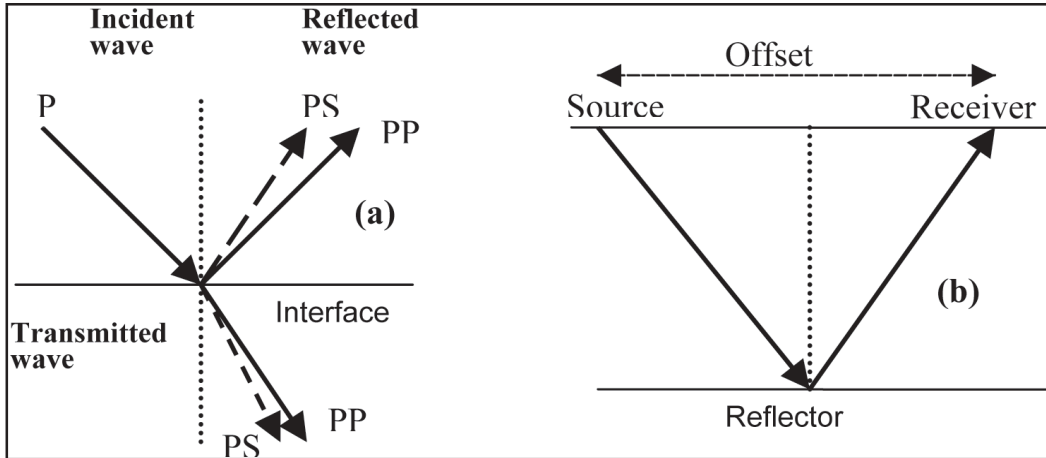 Incident
wave
Reflected
wave
P
PS
PP
(a)
Interface
Transmitted
wave
PP
PS
Offset
Source
Receiver
(b)
Reflector